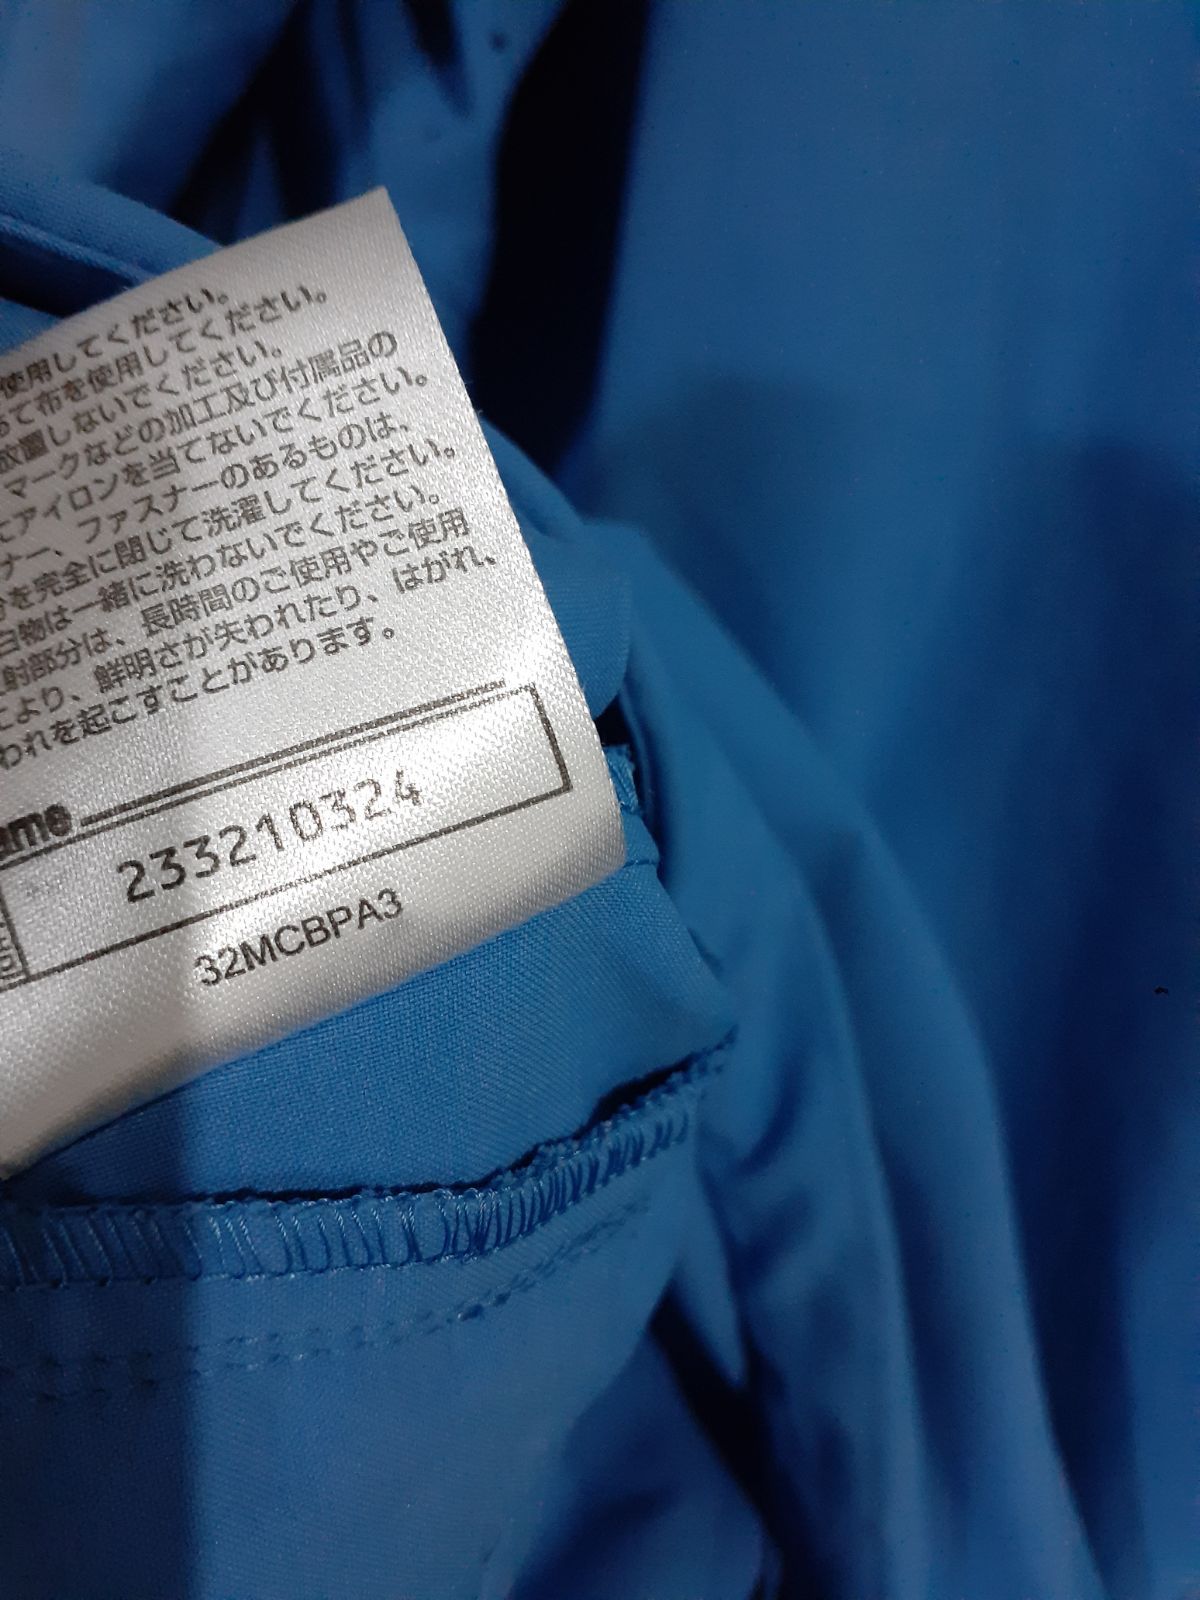 使用してください。
て布を使用してください。
放置しないでください。
マークなどの加工及び付属品の
にアイロンを当てないでください。
ナー、ファスナーのあるものは、
を完全に閉じて洗濯してください。
白物は一緒に洗わないでください。
射部分は、長時間のご使用やご使用
により、鮮明さが失われたり、はがれ、
われを起こすことがあります。
ame
233210324
32MCBPA3